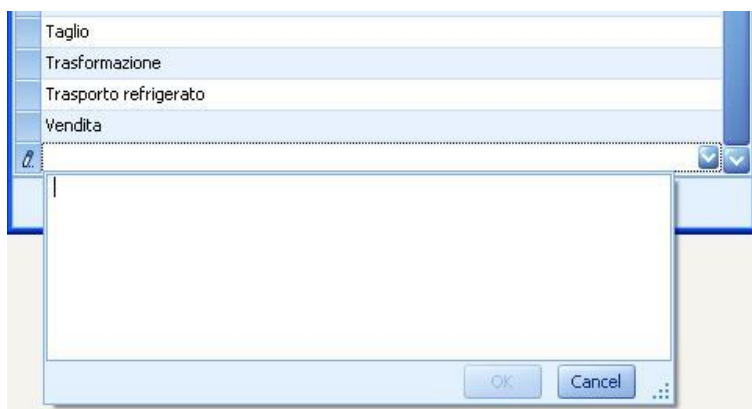 Taglio
Trasformazione
Trasporto refrigerato
Vendita
OK Cancel